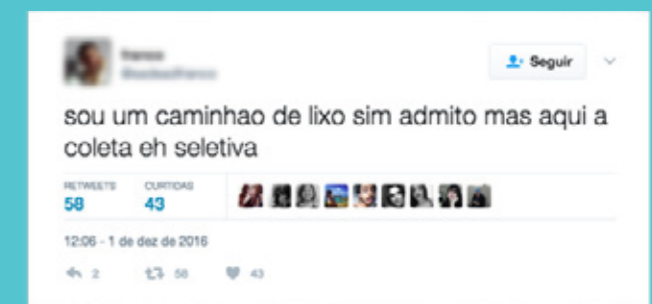 Seguir
sou um caminhao de lixo sim admito mas aqui a
coleta eh seletiva
RETWEETS CURTIDAS
58 43
12:06 - 1 de dez de 2016
2 58 43